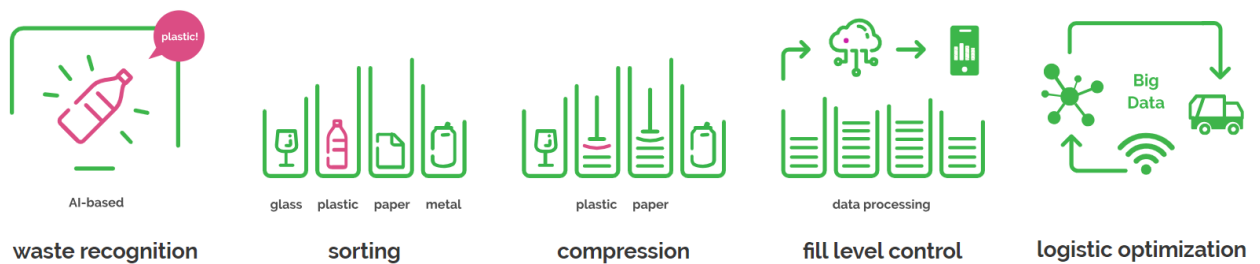 plastic!
AI-based
waste recognition
glass plastic paper metal
sorting
plastic paper
compression
data processing
fill level control
Big
Data
logistic optimization